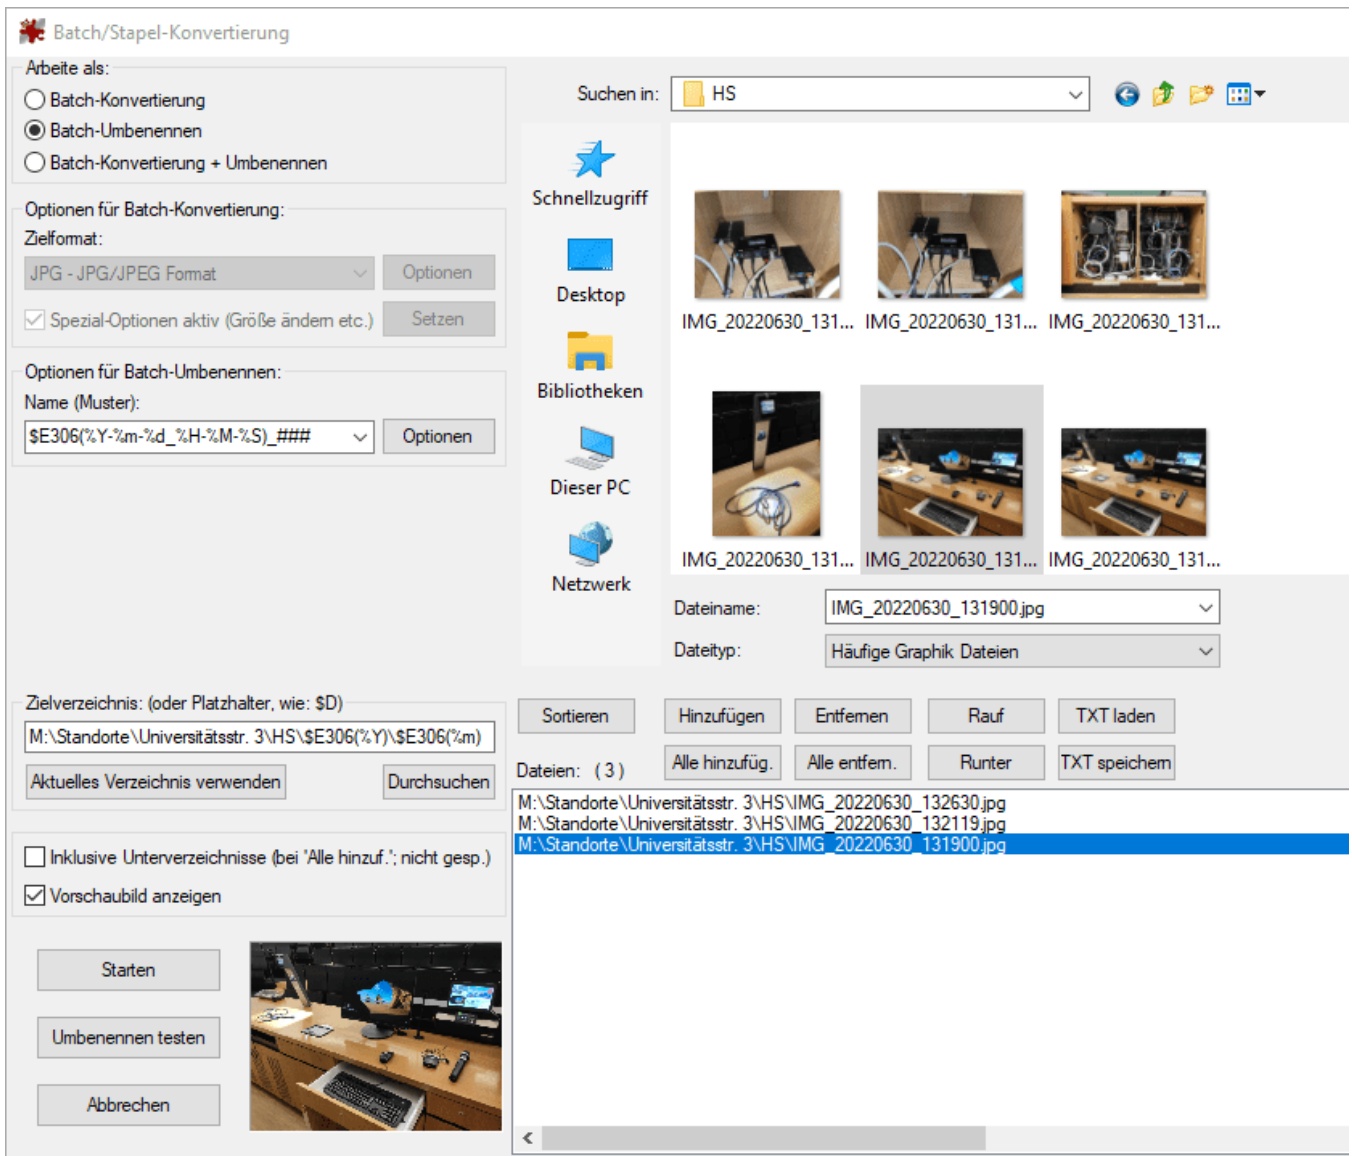 Batch/Stapel-Konvertierung
Arbeite als:
Batch-Konvertierung
Batch-Umbenennen
Batch-Konvertierung + Umbenennen
Optionen für Batch-Konvertierung:
Zielformat:
JPG - JPG/JPEG Format
Optionen
Spezial-Optionen aktiv (Größe ändern etc.)
Setzen
Optionen für Batch-Umbenennen:
Name (Muster):
$E306(%Y-%m-%d_%H-%M-%S)_###
Optionen
Zielverzeichnis: (oder Platzhalter, wie: $D)
M:\Standorte\Universitätsstr. 3\HS\$E306(%Y)\$E306(%m)
Aktuelles Verzeichnis verwenden
Durchsuchen
Inklusive Unterverzeichnisse (bei 'Alle hinzuf.'; nicht gesp.)
Vorschaubild anzeigen
Starten
Umbenennen testen
Abbrechen
Suchen in:
HS
Schnellzugriff
Desktop
Bibliotheken
Dieser PC
Netzwerk
IMG_20220630_131...
IMG_20220630_131...
IMG_20220630_131...
IMG_20220630_131...
IMG_20220630_131...
IMG_20220630_131...
Dateiname:
IMG_20220630_131900.jpg
Dateityp:
Häufige Graphik Dateien
Sortieren
Hinzufügen
Entfernen
Rauf
TXT laden
Dateien: ( 3 )
Alle hinzufüg.
Alle entfern.
Runter
TXT speichern
M:\Standorte\Universitätsstr. 3\HS\IMG_20220630_132630.jpg
M:\Standorte\Universitätsstr. 3\HS\IMG_20220630_132119.jpg
M:\Standorte\Universitätsstr. 3\HS\IMG_20220630_131900.jpg